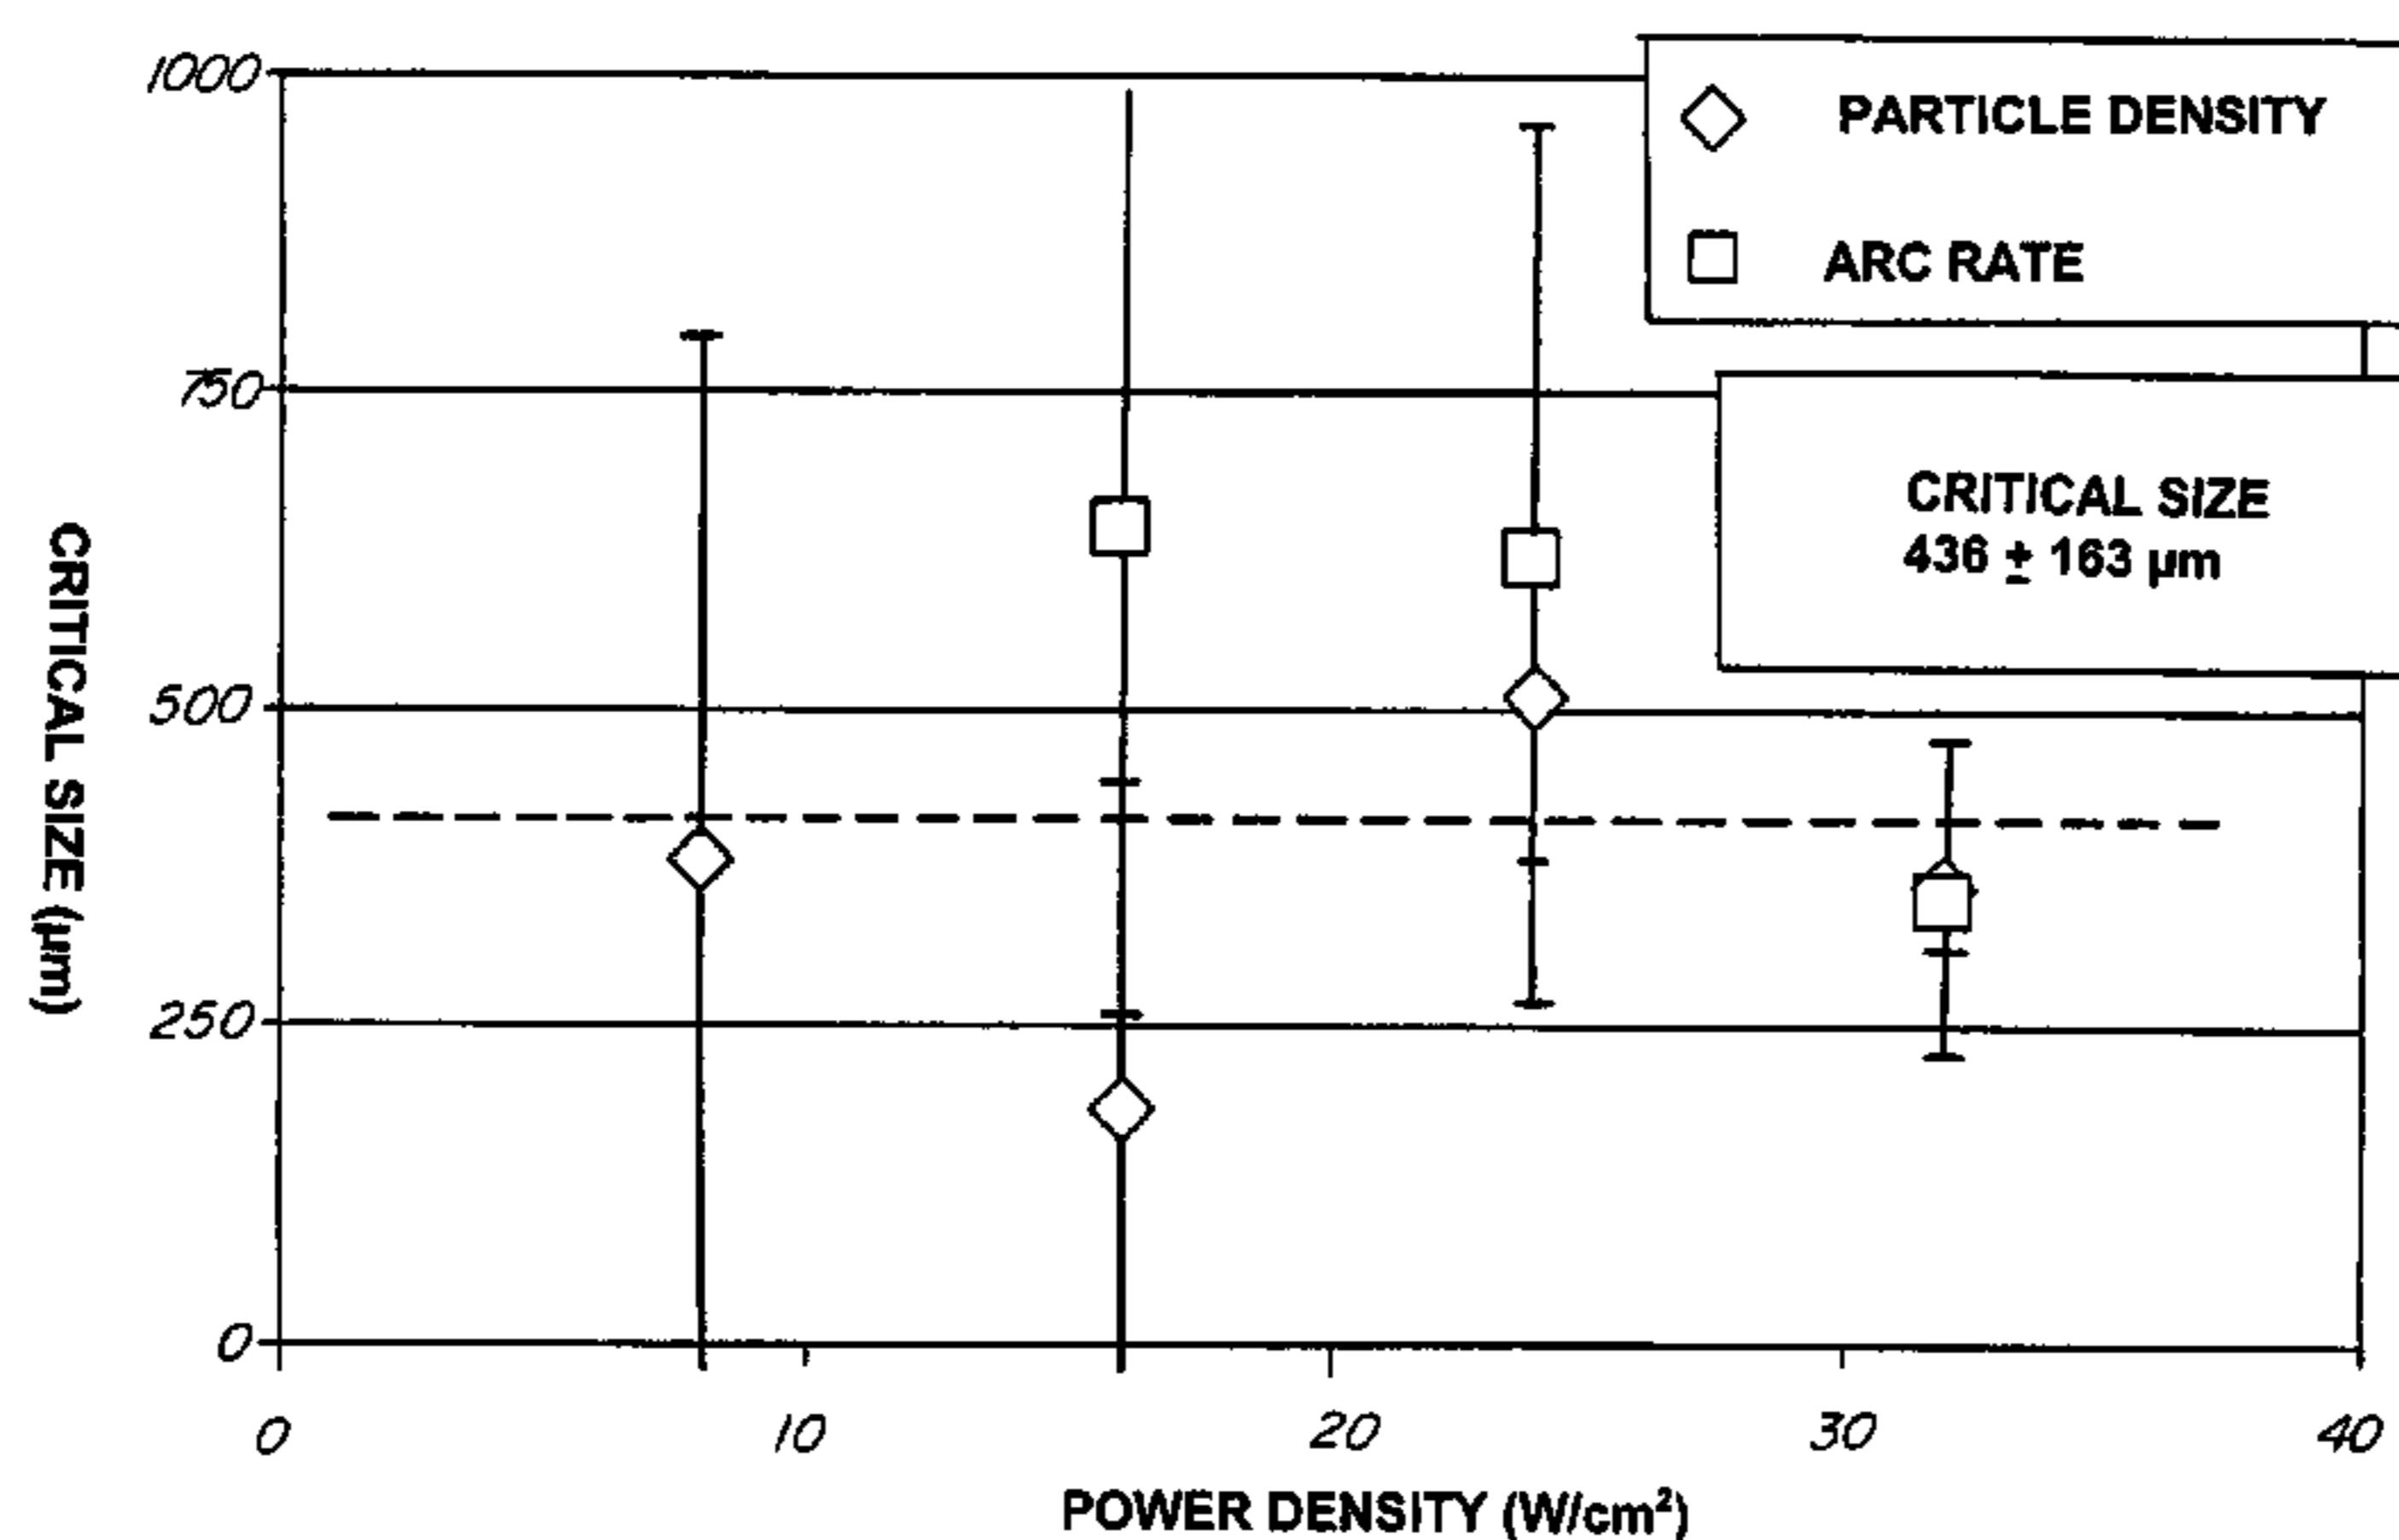 1000
PARTICLE DENSITY
ARC RATE
750
CRITICAL SIZE
436 ± 163 µm
CRITICAL SIZE (µm)
500
250
0
0 10 20 30 40
POWER DENSITY (W/cm²)